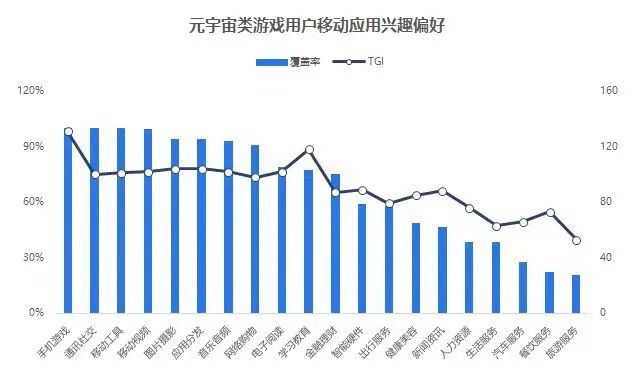 元宇宙类游戏用户移动应用兴趣偏好
覆盖率 TGI
120% 160
90% 120
60% 80
30% 40
0% 0
手机游戏
通讯社交
移动工具
移动视频
图片摄影
应用分发
音乐音频
网络购物
电子阅读
学习教育
金融理财
智能硬件
出行服务
健康美容
新闻资讯
人力资源
生活服务
汽车服务
餐饮服务
旅游服务